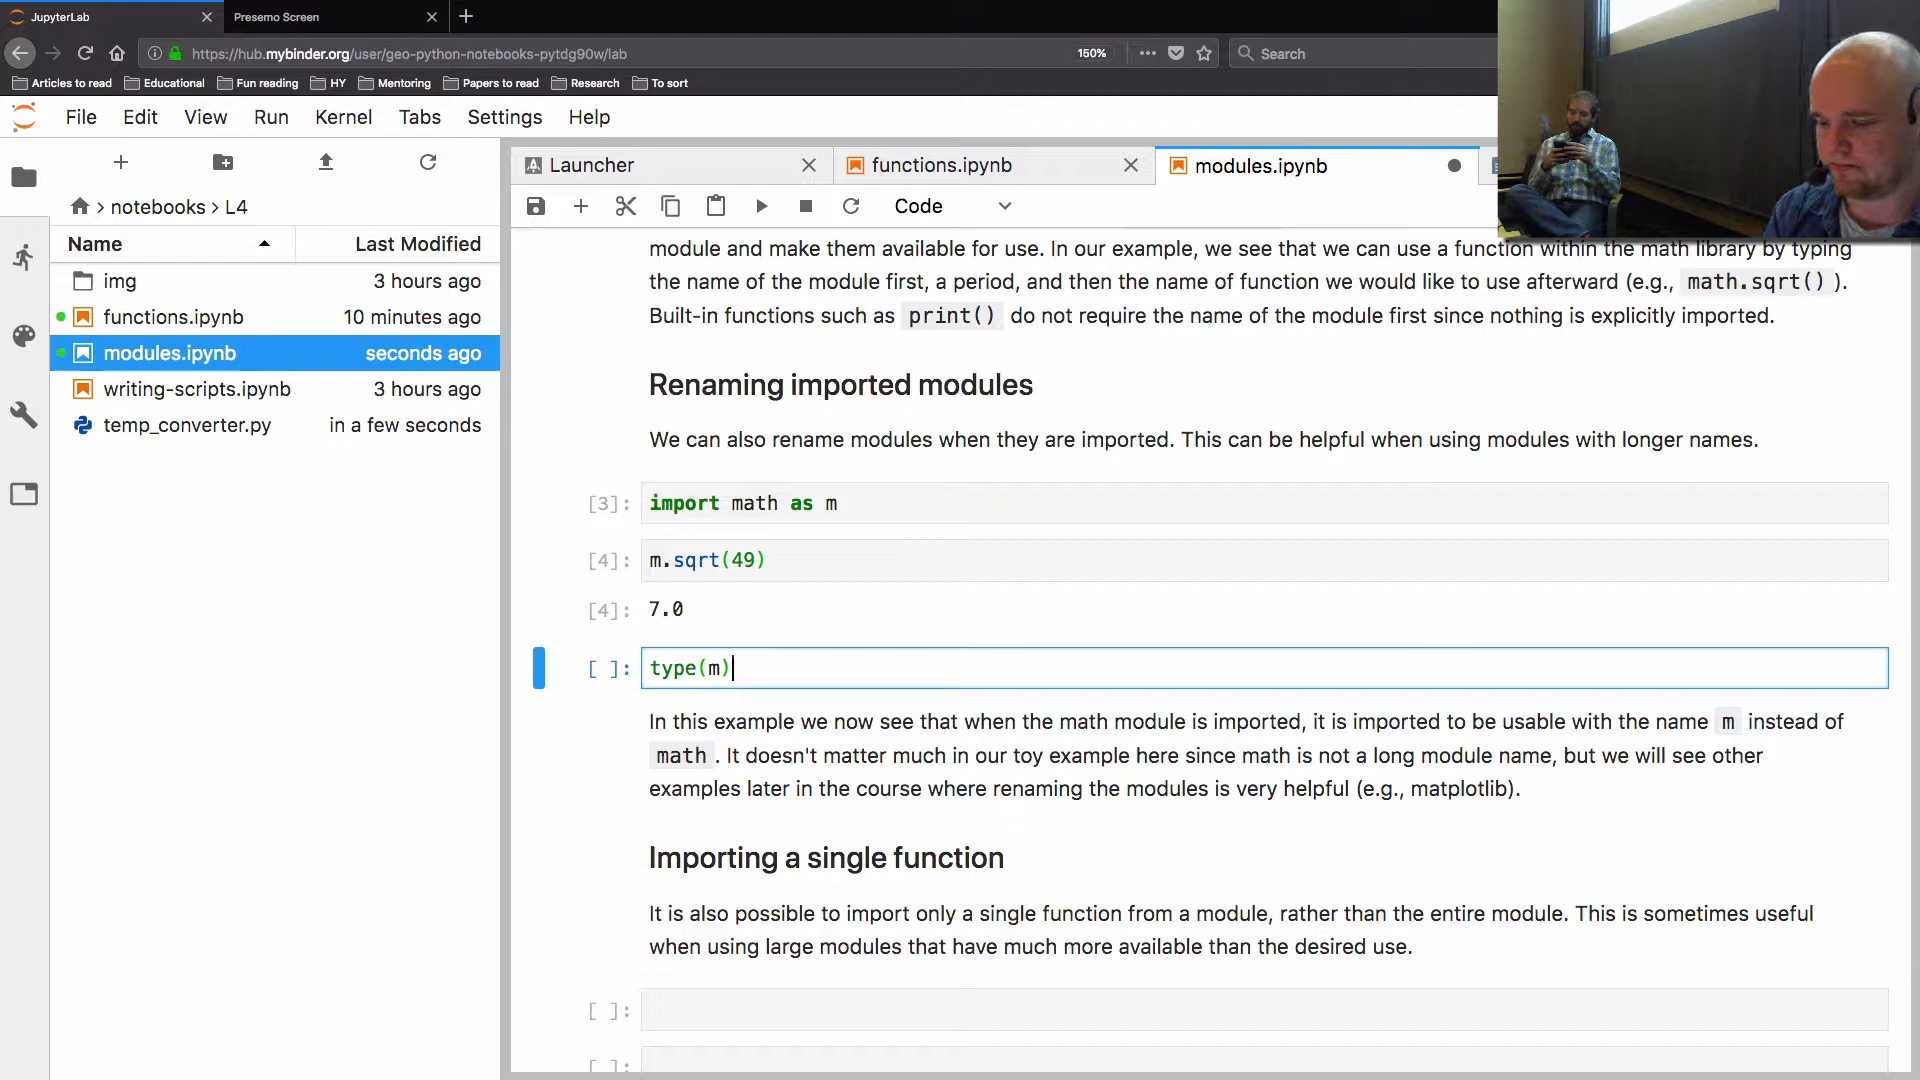 JupyterLab
Presemo Screen
https://hub.mybinder.org/user/geo-python-notebooks-pytdg90w/lab
150%
Search
Articles to read
Educational
Fun reading
HY
Mentoring
Papers to read
Research
To sort
File Edit View Run Kernel Tabs Settings Help
Launcher
functions.ipynb
modules.ipynb
notebooks > L4
Code
Name
Last Modified
img 3 hours ago
functions.ipynb 10 minutes ago
modules.ipynb seconds ago
writing-scripts.ipynb 3 hours ago
temp_converter.py in a few seconds
module and make them available for use. In our example, we see that we can use a function within the math library by typing
the name of the module first, a period, and then the name of function we would like to use afterward (e.g., math.sqrt() ).
Built-in functions such as print() do not require the name of the module first since nothing is explicitly imported.
Renaming imported modules
We can also rename modules when they are imported. This can be helpful when using modules with longer names.
[3]: import math as m
[4]: m.sqrt(49)
[4]: 7.0
[ ]: type(m)
In this example we now see that when the math module is imported, it is imported to be usable with the name m instead of
math . It doesn't matter much in our toy example here since math is not a long module name, but we will see other
examples later in the course where renaming the modules is very helpful (e.g., matplotlib).
Importing a single function
It is also possible to import only a single function from a module, rather than the entire module. This is sometimes useful
when using large modules that have much more available than the desired use.
[ ]:
[ ]: